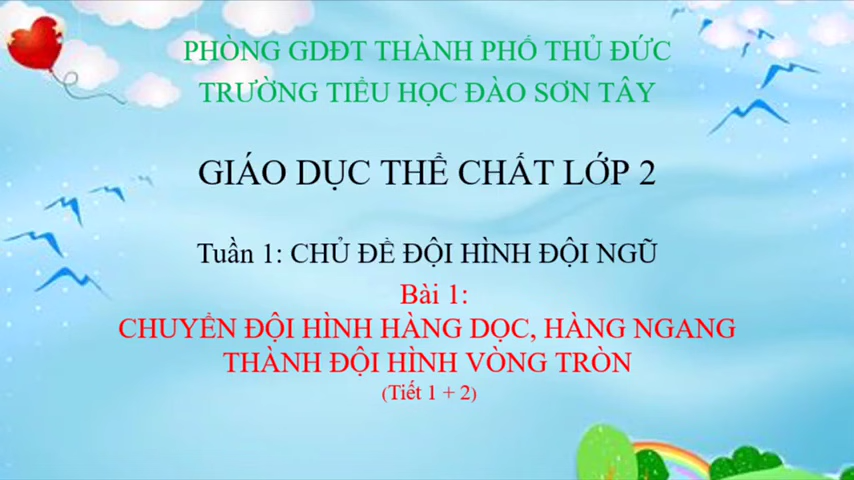 PHÒNG GDĐT THÀNH PHỐ THỦ ĐỨC
TRƯỜNG TIỂU HỌC ĐÀO SƠN TÂY
GIÁO DỤC THỂ CHẤT LỚP 2
Tuần 1: CHỦ ĐỀ ĐỘI HÌNH ĐỘI NGŨ
Bài 1:
CHUYỂN ĐỘI HÌNH HÀNG DỌC, HÀNG NGANG
THÀNH ĐỘI HÌNH VÒNG TRÒN
(Tiết 1 + 2)